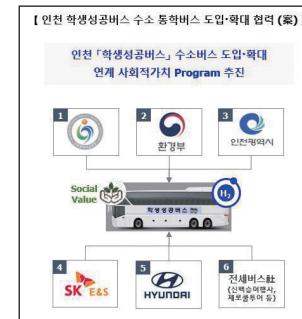 【 인천 학생성공버스 수소 통학버스 도입·확대 협력 (案) 】
인천 「학생성공버스」 수소버스 도입·확대
연계 사회적가치 Program 추진
1
2
환경부
3
인천광역시
Social
Value
H₂
학생성공버스
4
SK E&S
5
HYUNDAI
6
전세버스社
(신백승여행사,
제로쿨투어 등)